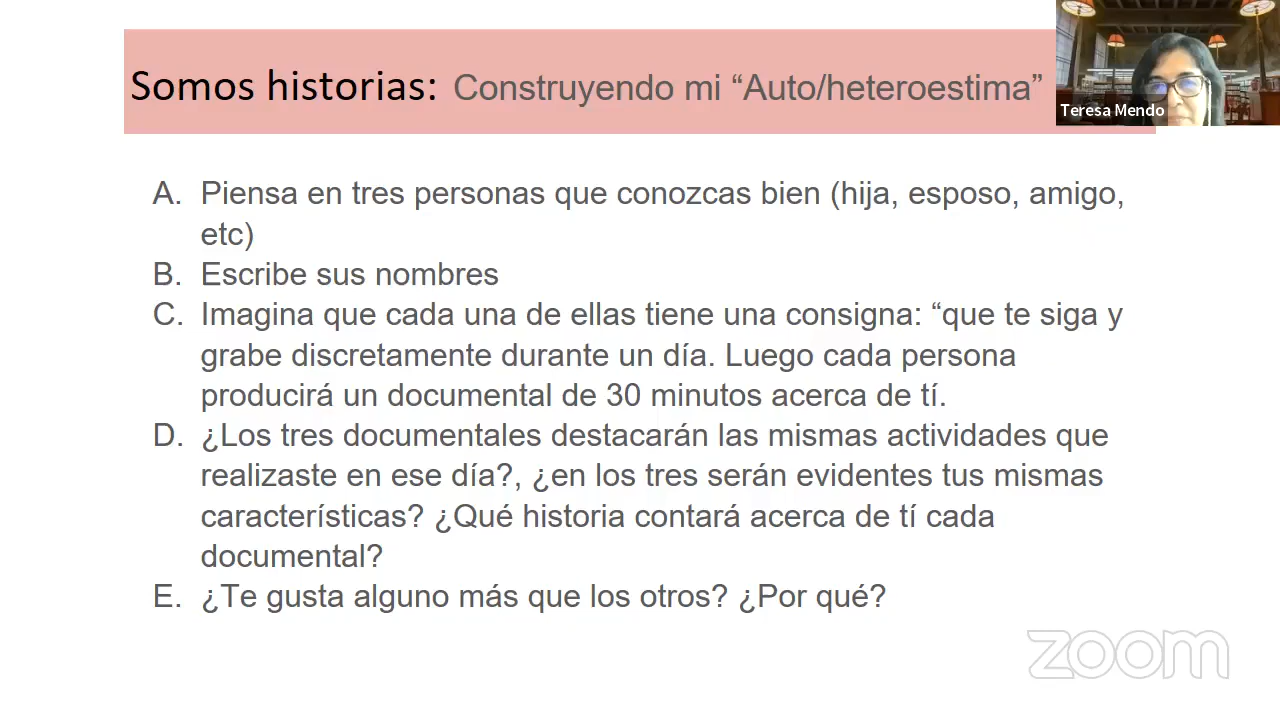 Somos historias: Construyendo mi “Auto/heteroestima”
Teresa Mendo
A. Piensa en tres personas que conozcas bien (hija, esposo, amigo,
etc)
B. Escribe sus nombres
C. Imagina que cada una de ellas tiene una consigna: “que te siga y
grabe discretamente durante un día. Luego cada persona
producirá un documental de 30 minutos acerca de tí.
D. ¿Los tres documentales destacarán las mismas actividades que
realizaste en ese día?, ¿en los tres serán evidentes tus mismas
características? ¿Qué historia contará acerca de tí cada
documental?
E. ¿Te gusta alguno más que los otros? ¿Por qué?
zoom